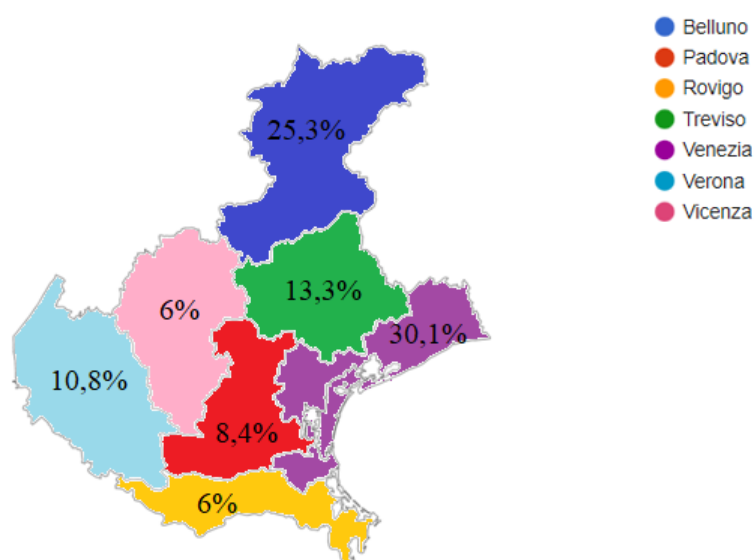 Belluno
Padova
Rovigo
Treviso
Venezia
Verona
Vicenza
25,3%
13,3%
6%
30,1%
10,8%
8,4%
6%